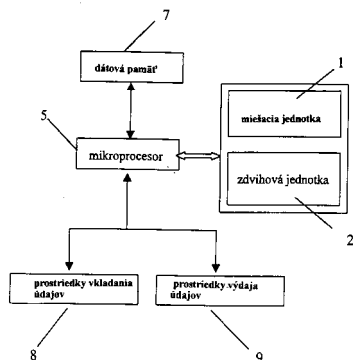 7
dátová pamäť
1
miešacia jednotka
5
mikroprocesor
zdvihová jednotka
2
prostriedky vkladania
údajov
prostriedky výdaja
údajov
8
9